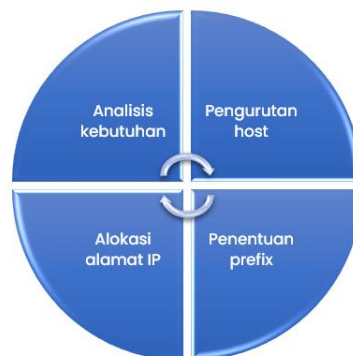 Analisis
kebutuhan
Pengurutan
host
Alokasi
alamat IP
Penentuan
prefix